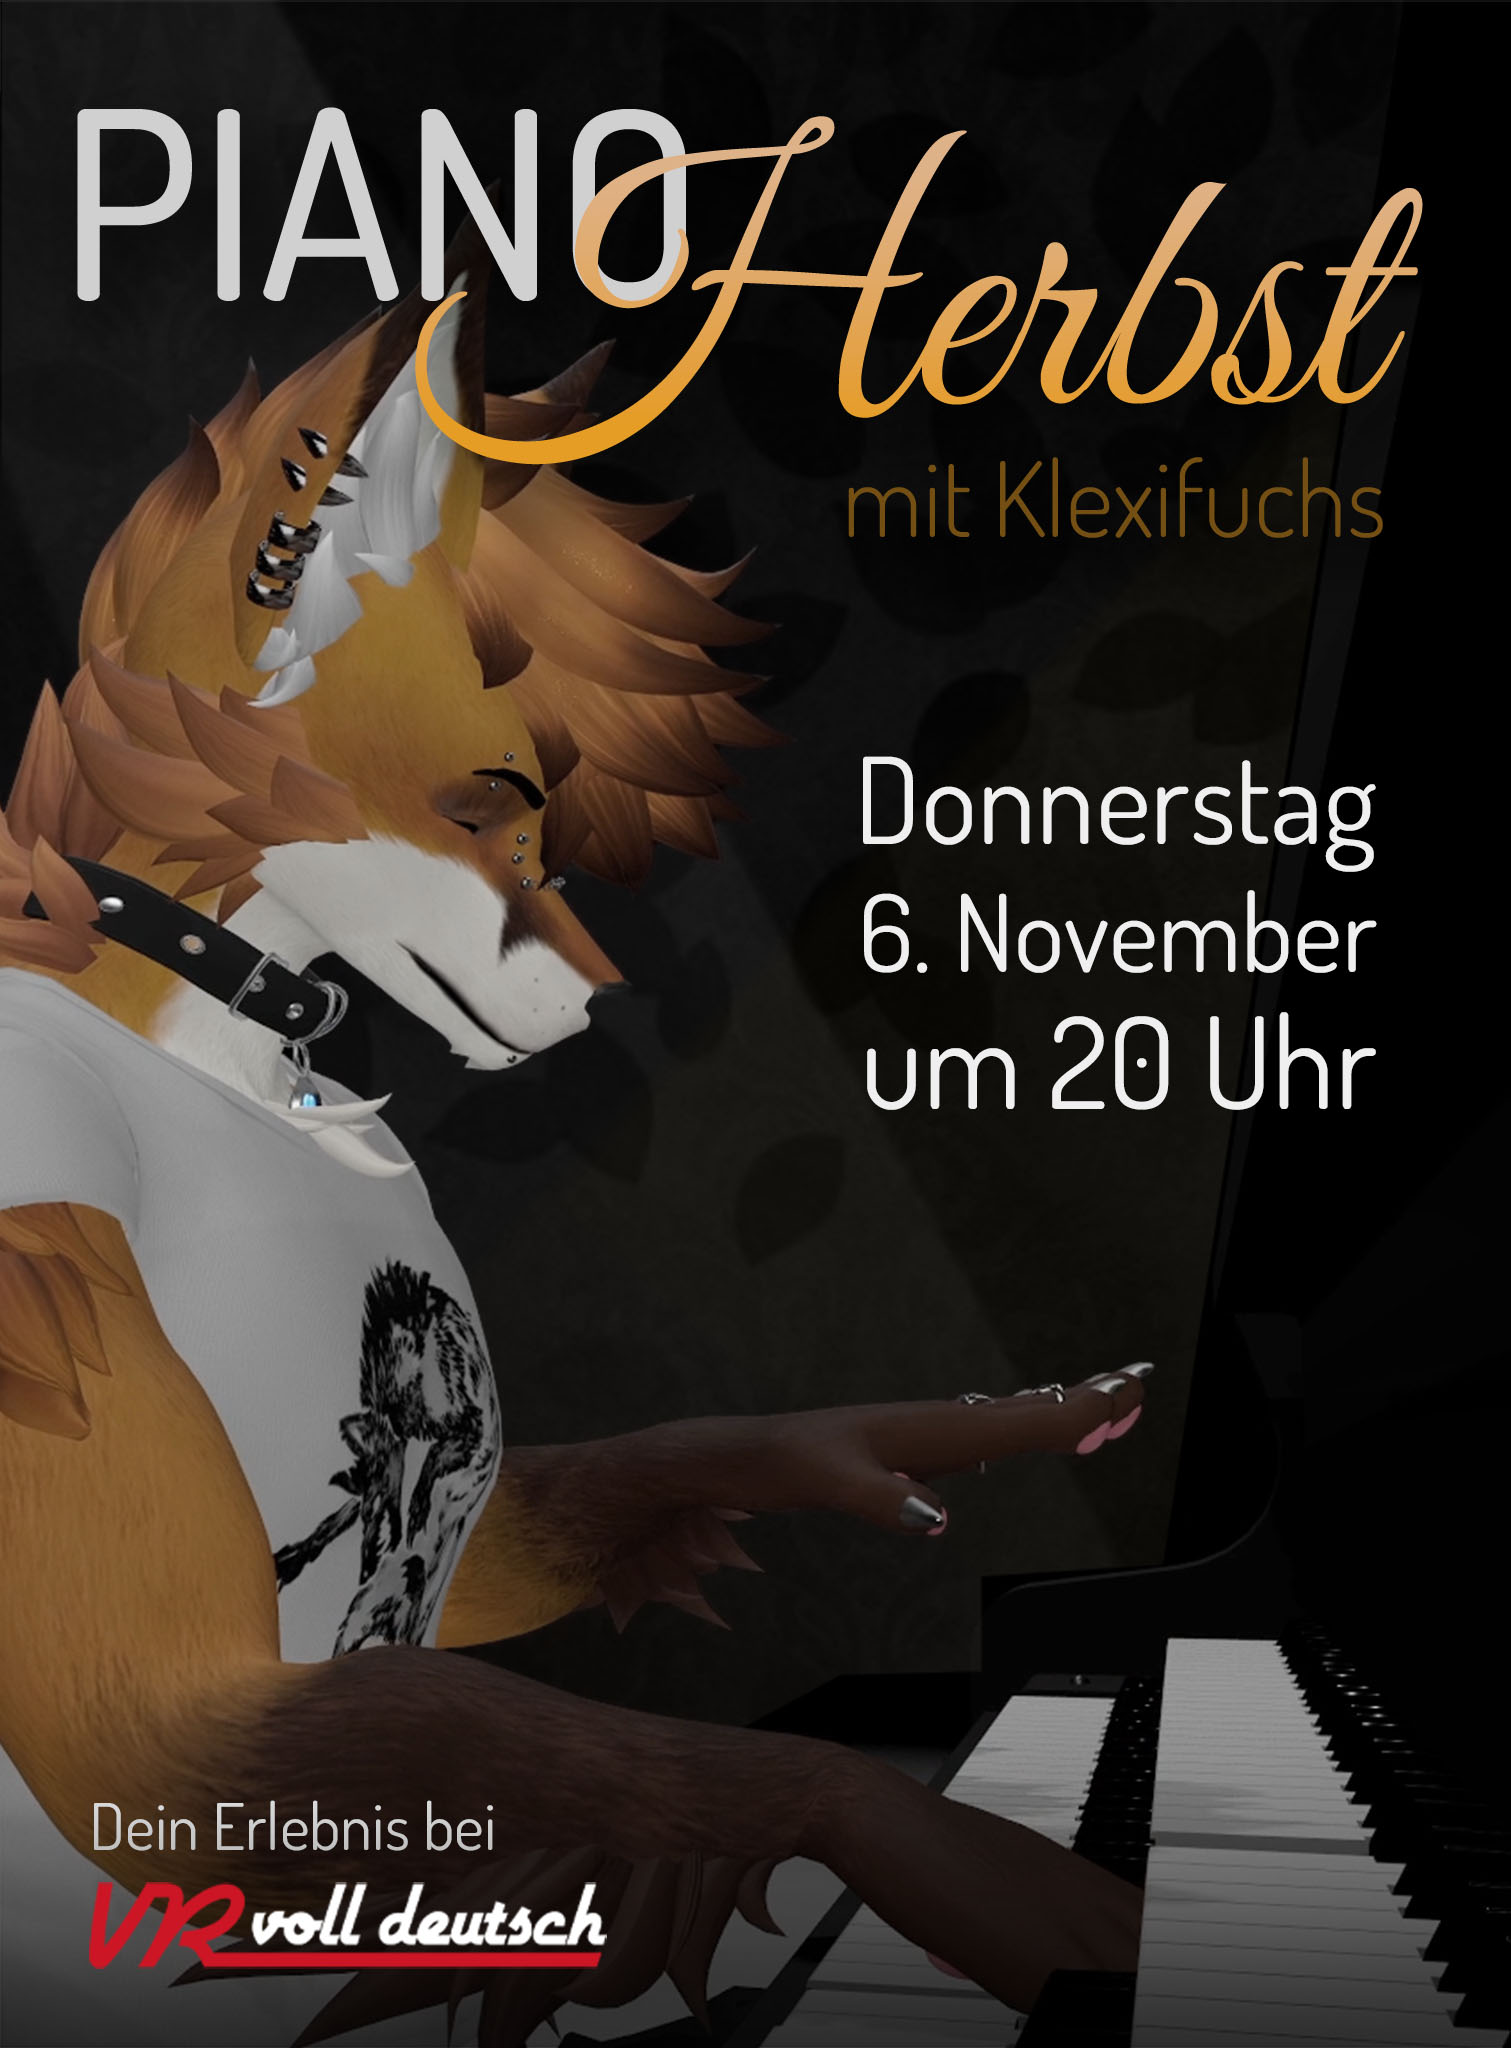 PIANO Herbst
mit Klexifuchs
Donnerstag
6. November
um 20 Uhr
Dein Erlebnis bei
VR voll deutsch